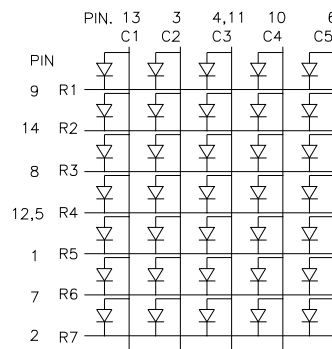 PIN. 13 3 4,11 10 6
C1 C2 C3 C4 C5
PIN
9 R1
14 R2
8 R3
12,5 R4
1 R5
7 R6
2 R7